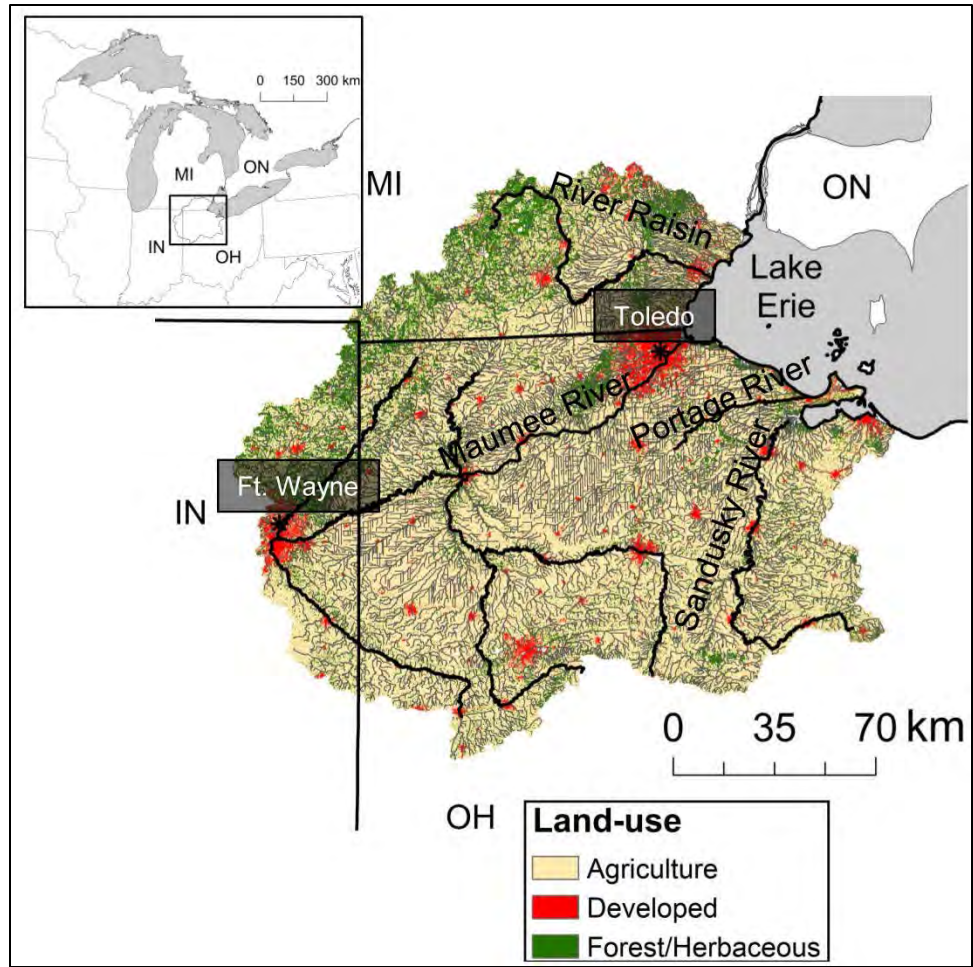 0 150 300 km
MI
ON
IN
OH
MI
ON
River Raisin
Lake
Erie
Toledo
Maumee River
Portage River
Ft. Wayne
IN
Sandusky River
0 35 70 km
OH
Land-use
Agriculture
Developed
Forest/Herbaceous